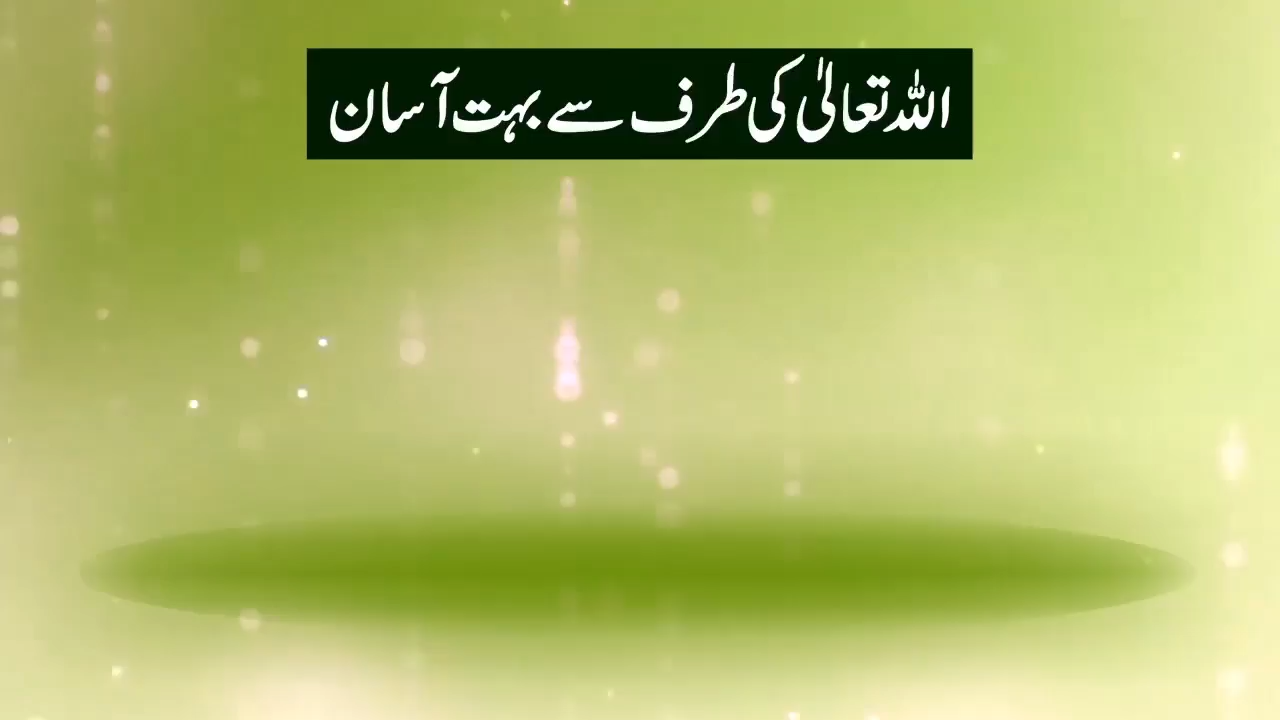 اللہ تعالیٰ کی طرف سے بہت آسان